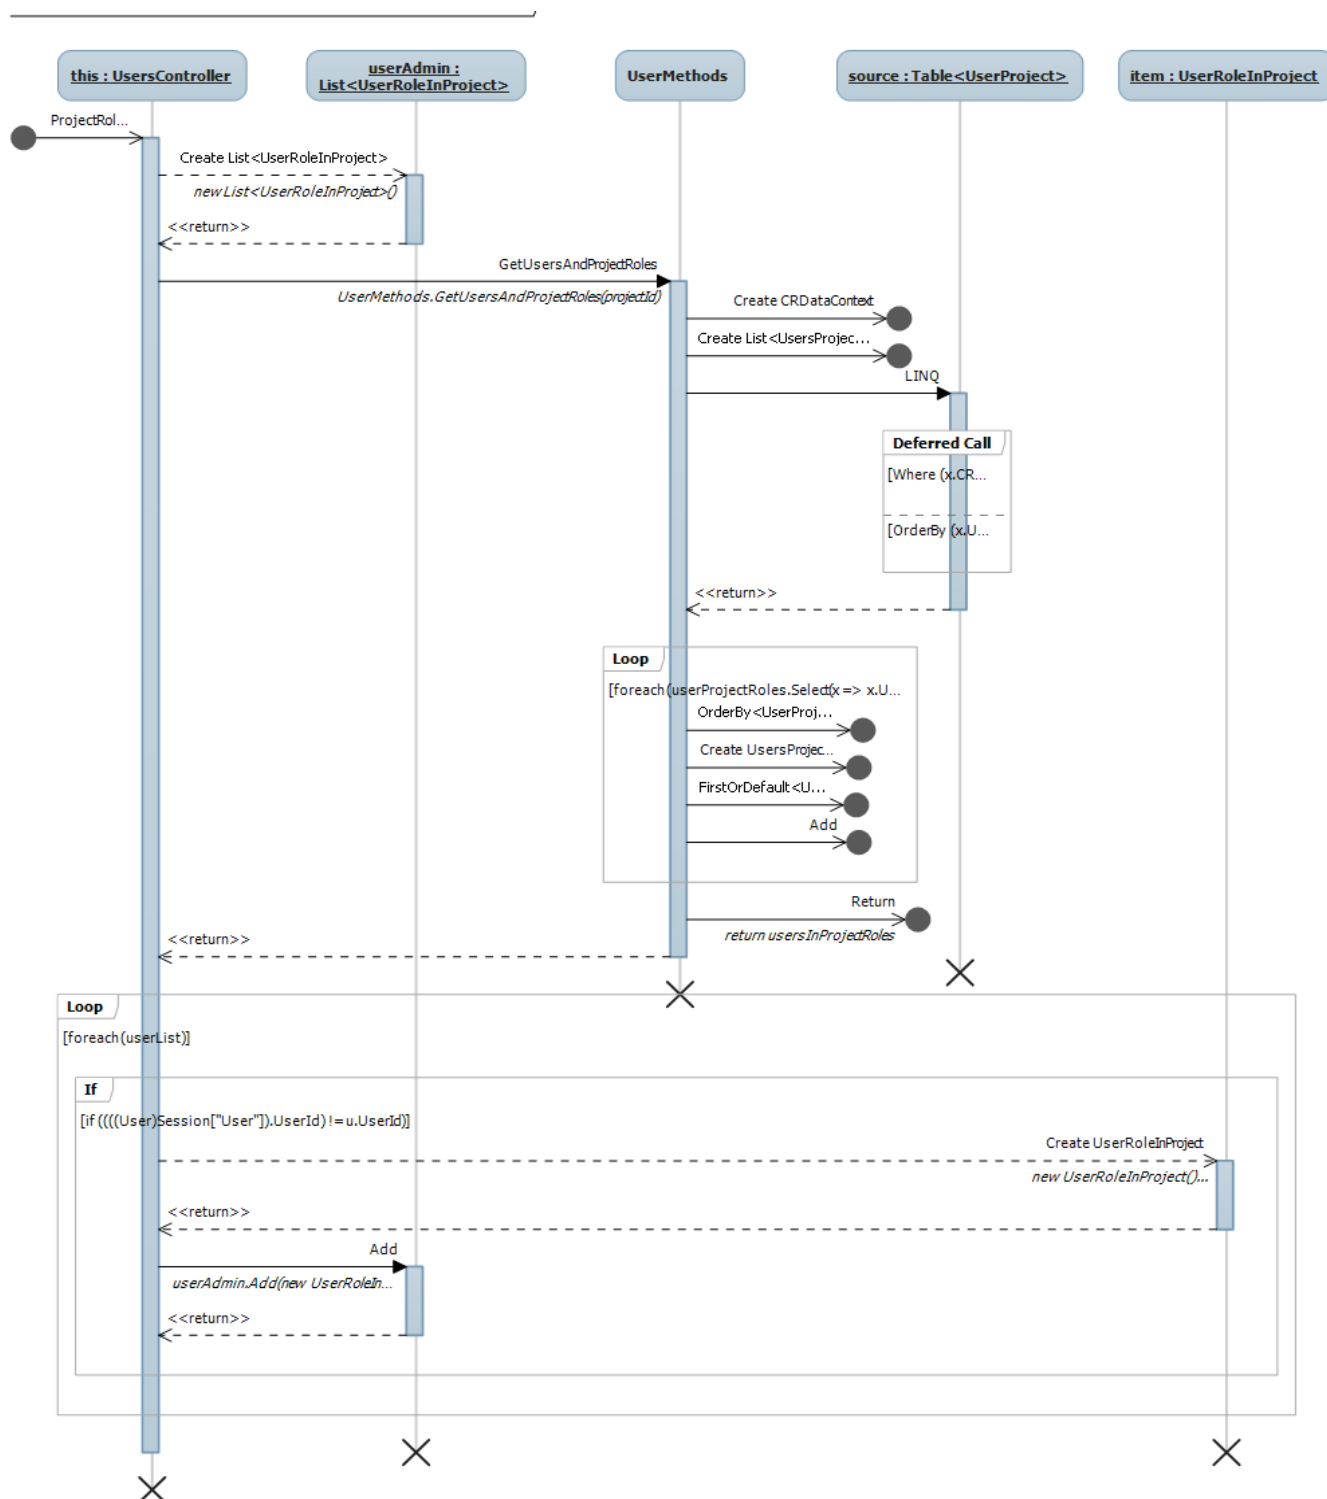 this : UsersController
userAdmin :
List<UserRoleInProject>
UserMethods
source : Table<UserProject>
item : UserRoleInProject
ProjectRol...
Create List<UserRoleInProject>
new List<UserRoleInProject>()
<<return>>
GetUsersAndProjectRoles
UserMethods.GetUsersAndProjectRoles(projectId)
Create CRDataContext
Create List<UsersProjec...
LINQ
Deferred Call
[Where (x.CR...
[OrderBy (x.U...
<<return>>
Loop
[foreach(userProjectRoles.Select(x => x.U...
OrderBy<UserProj...
Create UsersProjec...
FirstOrDefault<U...
Add
Return
return usersInProjectRoles
<<return>>
Loop
[foreach(userList)]
If
[if ((((User)Session["User"]).UserId) != u.UserId)]
Create UserRoleInProject
new UserRoleInProject()...
<<return>>
Add
userAdmin.Add(new UserRoleIn...
<<return>>